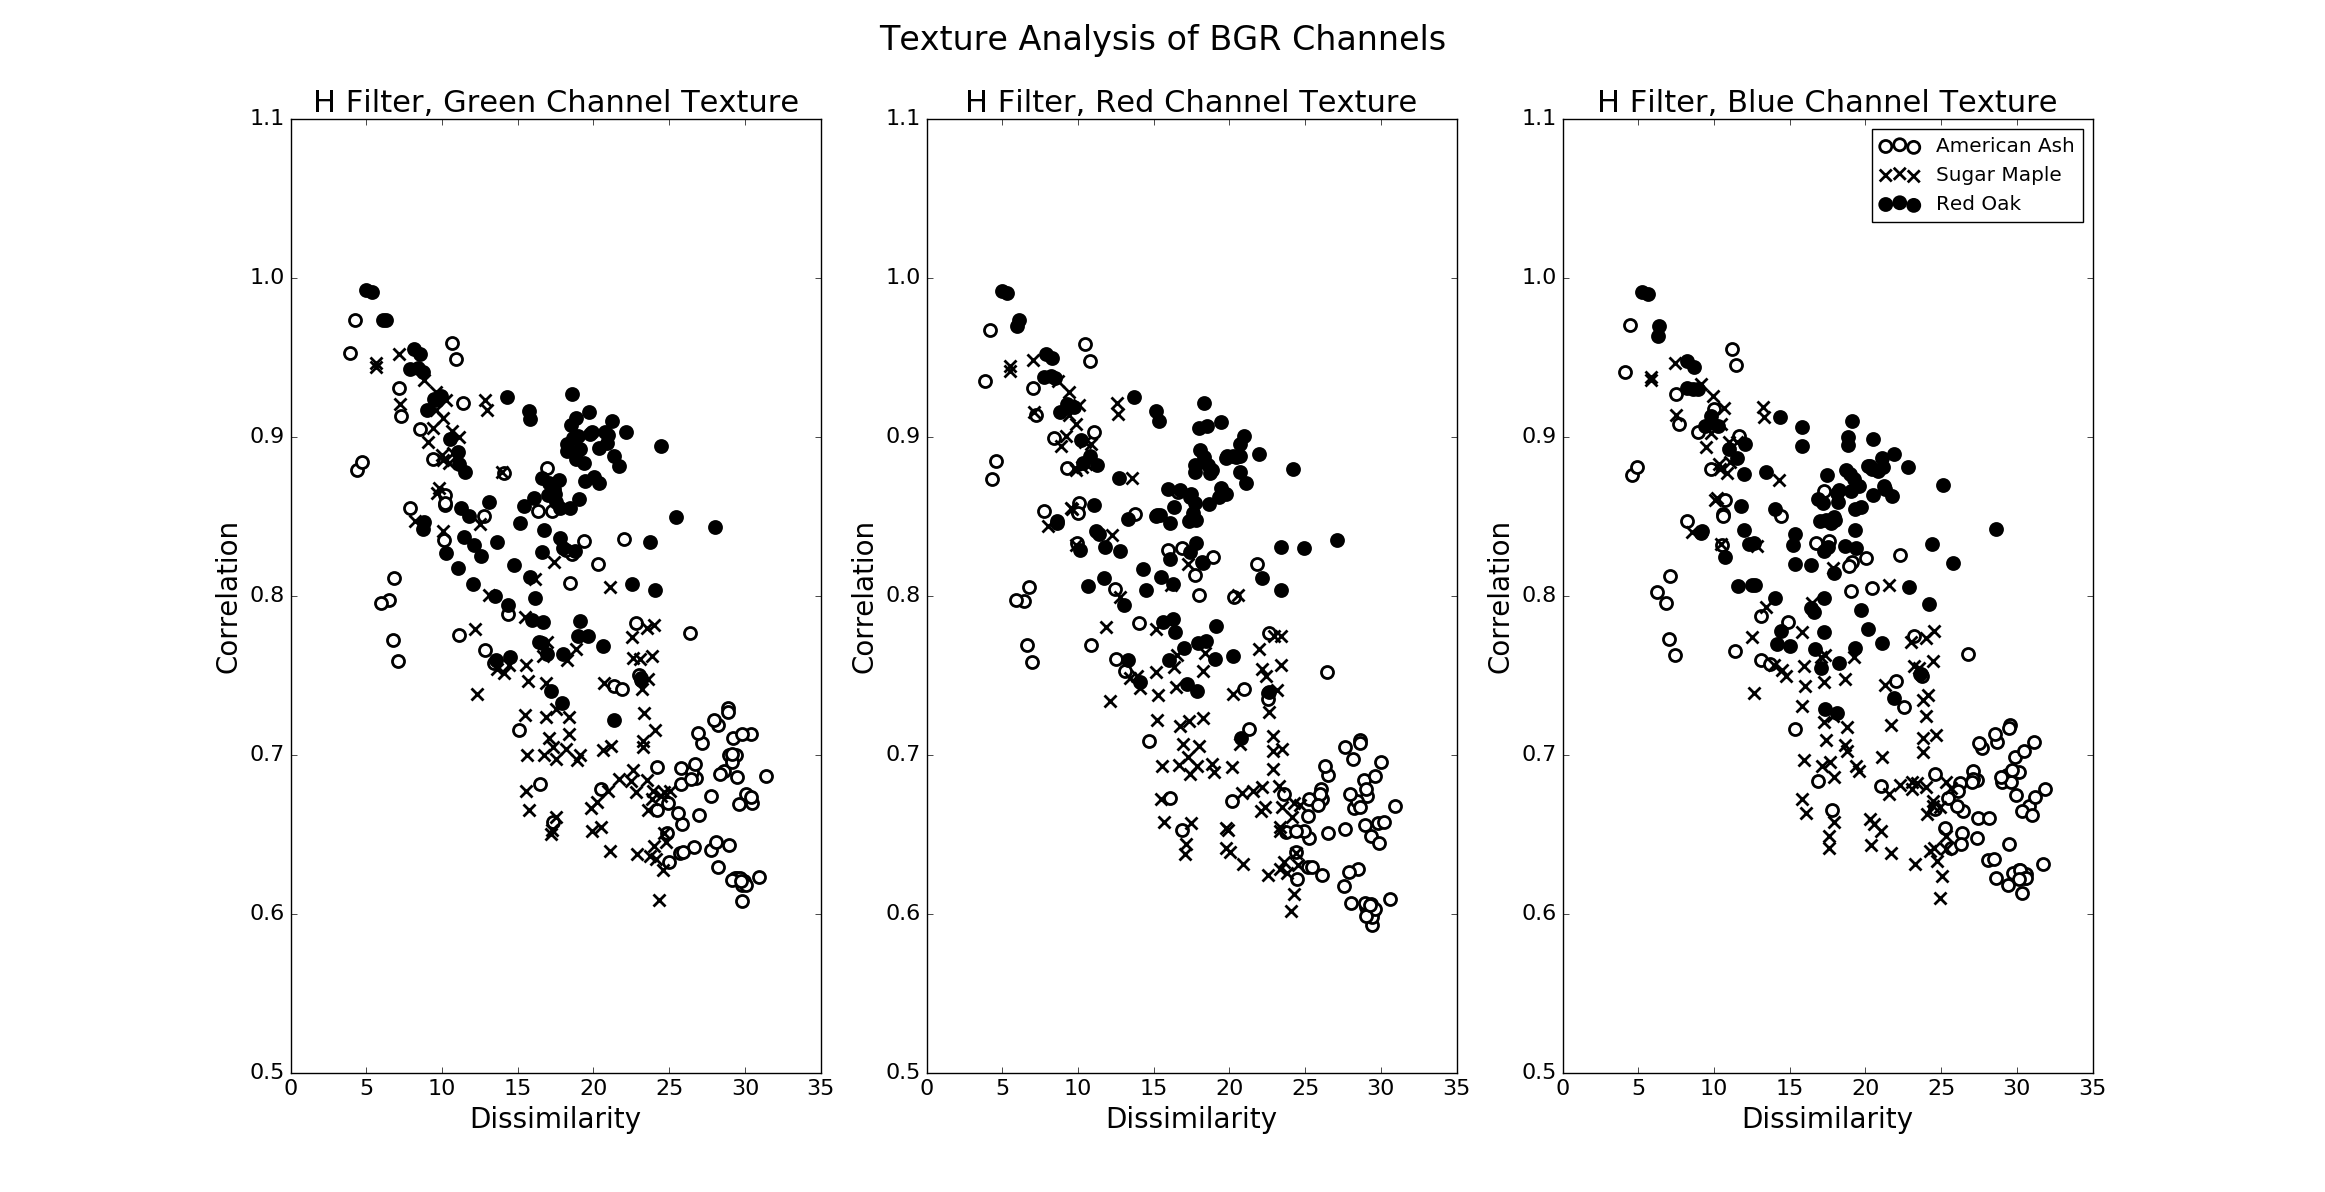 Texture Analysis of BGR Channels
H Filter, Green Channel Texture
1.1
1.0
0.9
0.8
0.7
0.6
0.5
Correlation
0 5 10 15 20 25 30 35
Dissimilarity
H Filter, Red Channel Texture
1.1
1.0
0.9
0.8
0.7
0.6
0.5
Correlation
0 5 10 15 20 25 30 35
Dissimilarity
H Filter, Blue Channel Texture
1.1
1.0
0.9
0.8
0.7
0.6
0.5
Correlation
0 5 10 15 20 25 30 35
Dissimilarity
American Ash
Sugar Maple
Red Oak